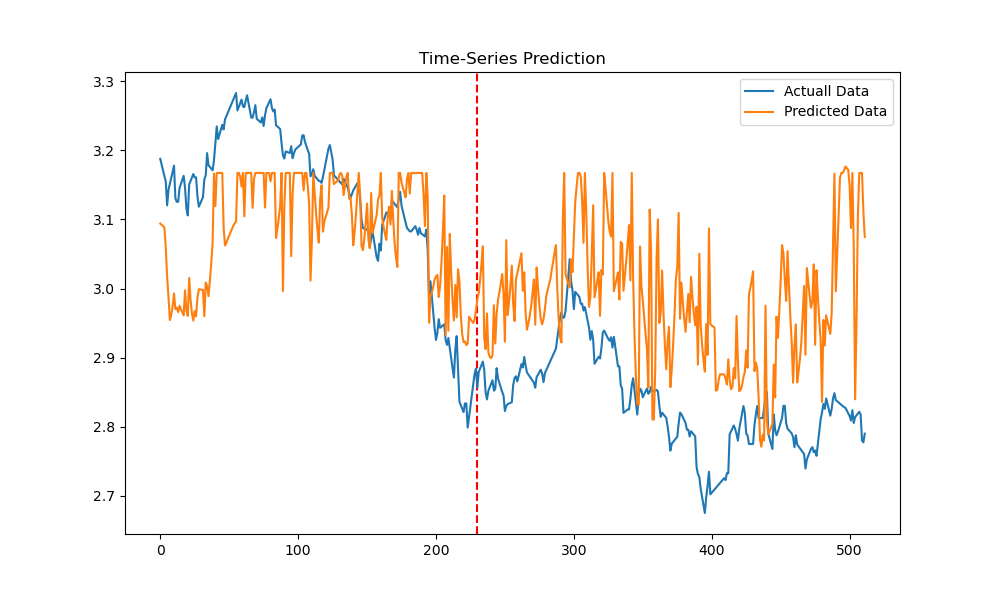 Time-Series Prediction
Actuall Data
Predicted Data
3.3
3.2
3.1
3.0
2.9
2.8
2.7
0 100 200 300 400 500